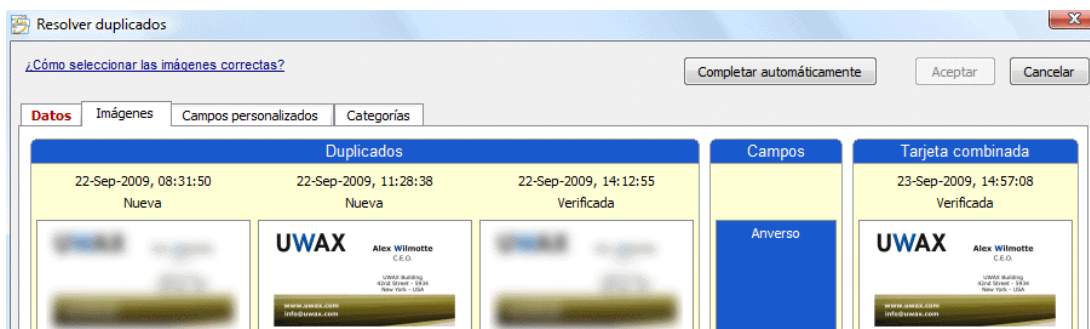 Resolver duplicados
X
¿Cómo seleccionar las imágenes correctas?
Completar automáticamente
Aceptar
Cancelar
Datos
Imágenes
Campos personalizados
Categorías
Duplicados
Campos
Tarjeta combinada
22-Sep-2009, 08:31:50
22-Sep-2009, 11:28:38
22-Sep-2009, 14:12:55
23-Sep-2009, 14:57:08
Nueva
Nueva
Verificada
Verificada
UWAX
Alex Wilmotte
C.E.O.
UWAX Building
42nd Street - 5934
New York - USA
www.uwax.com
info@uwax.com
Anverso
UWAX
Alex Wilmotte
C.E.O.
UWAX Building
42nd Street - 5934
New York - USA
www.uwax.com
info@uwax.com